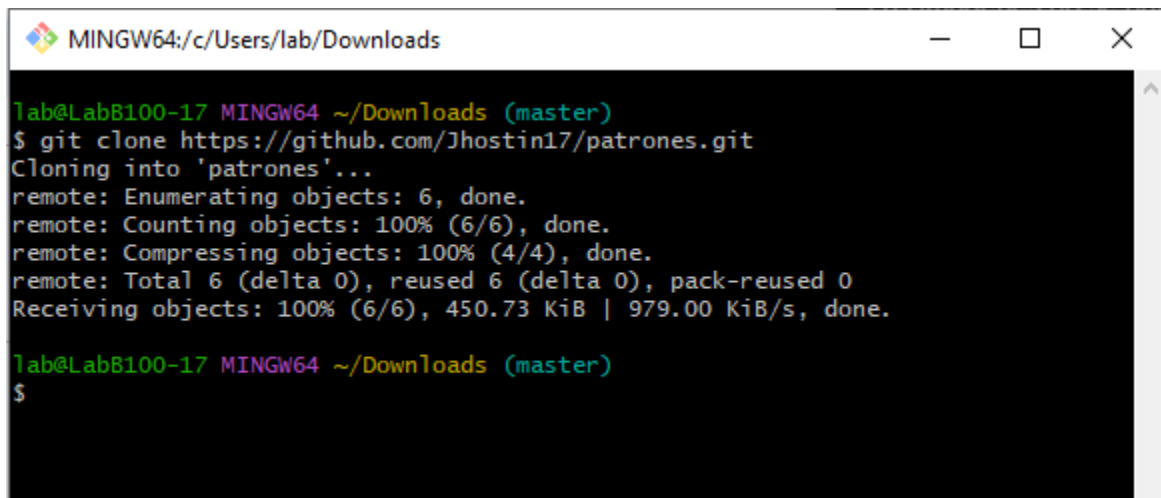 MINGW64:/c/Users/lab/Downloads
lab@LabB100-17 MINGW64 ~/Downloads (master)
$ git clone https://github.com/Jhostin17/patrones.git
Cloning into 'patrones'...
remote: Enumerating objects: 6, done.
remote: Counting objects: 100% (6/6), done.
remote: Compressing objects: 100% (4/4), done.
remote: Total 6 (delta 0), reused 6 (delta 0), pack-reused 0
Receiving objects: 100% (6/6), 450.73 KiB | 979.00 KiB/s, done.
lab@LabB100-17 MINGW64 ~/Downloads (master)
$